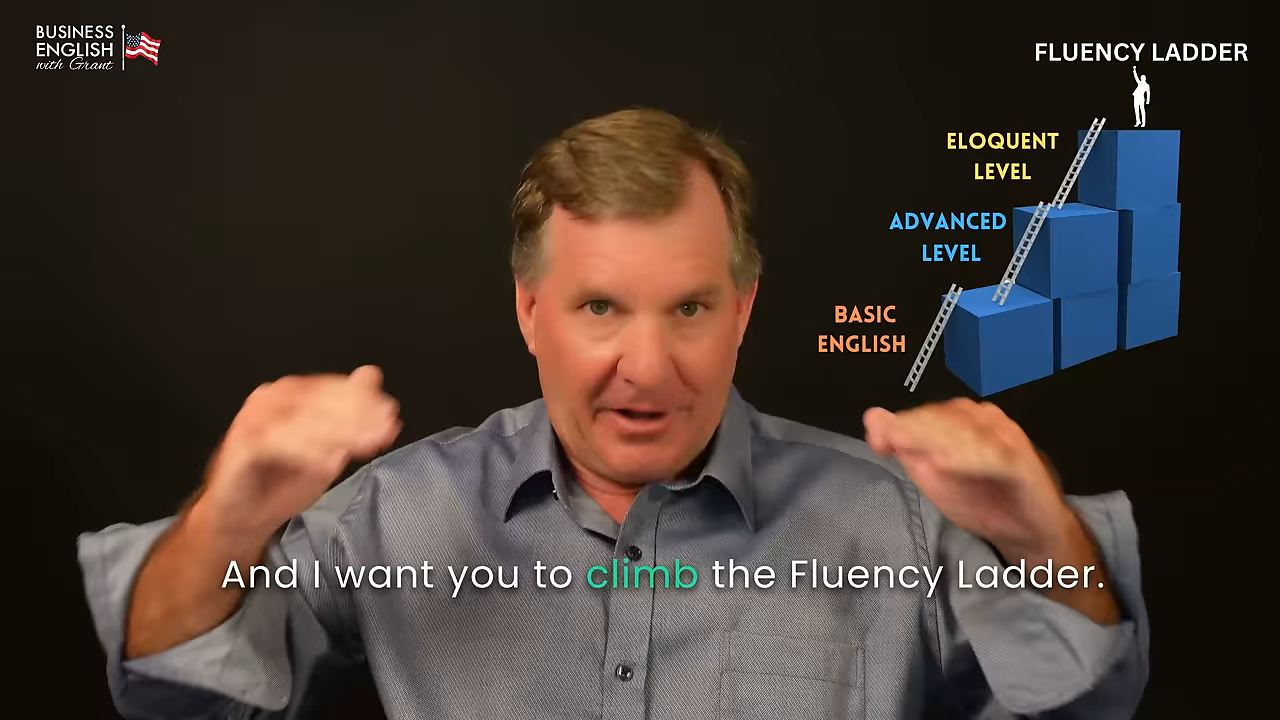 BUSINESS
ENGLISH
with Grant
FLUENCY LADDER
ELOQUENT
LEVEL
ADVANCED
LEVEL
BASIC
ENGLISH
And I want you to climb the Fluency Ladder.